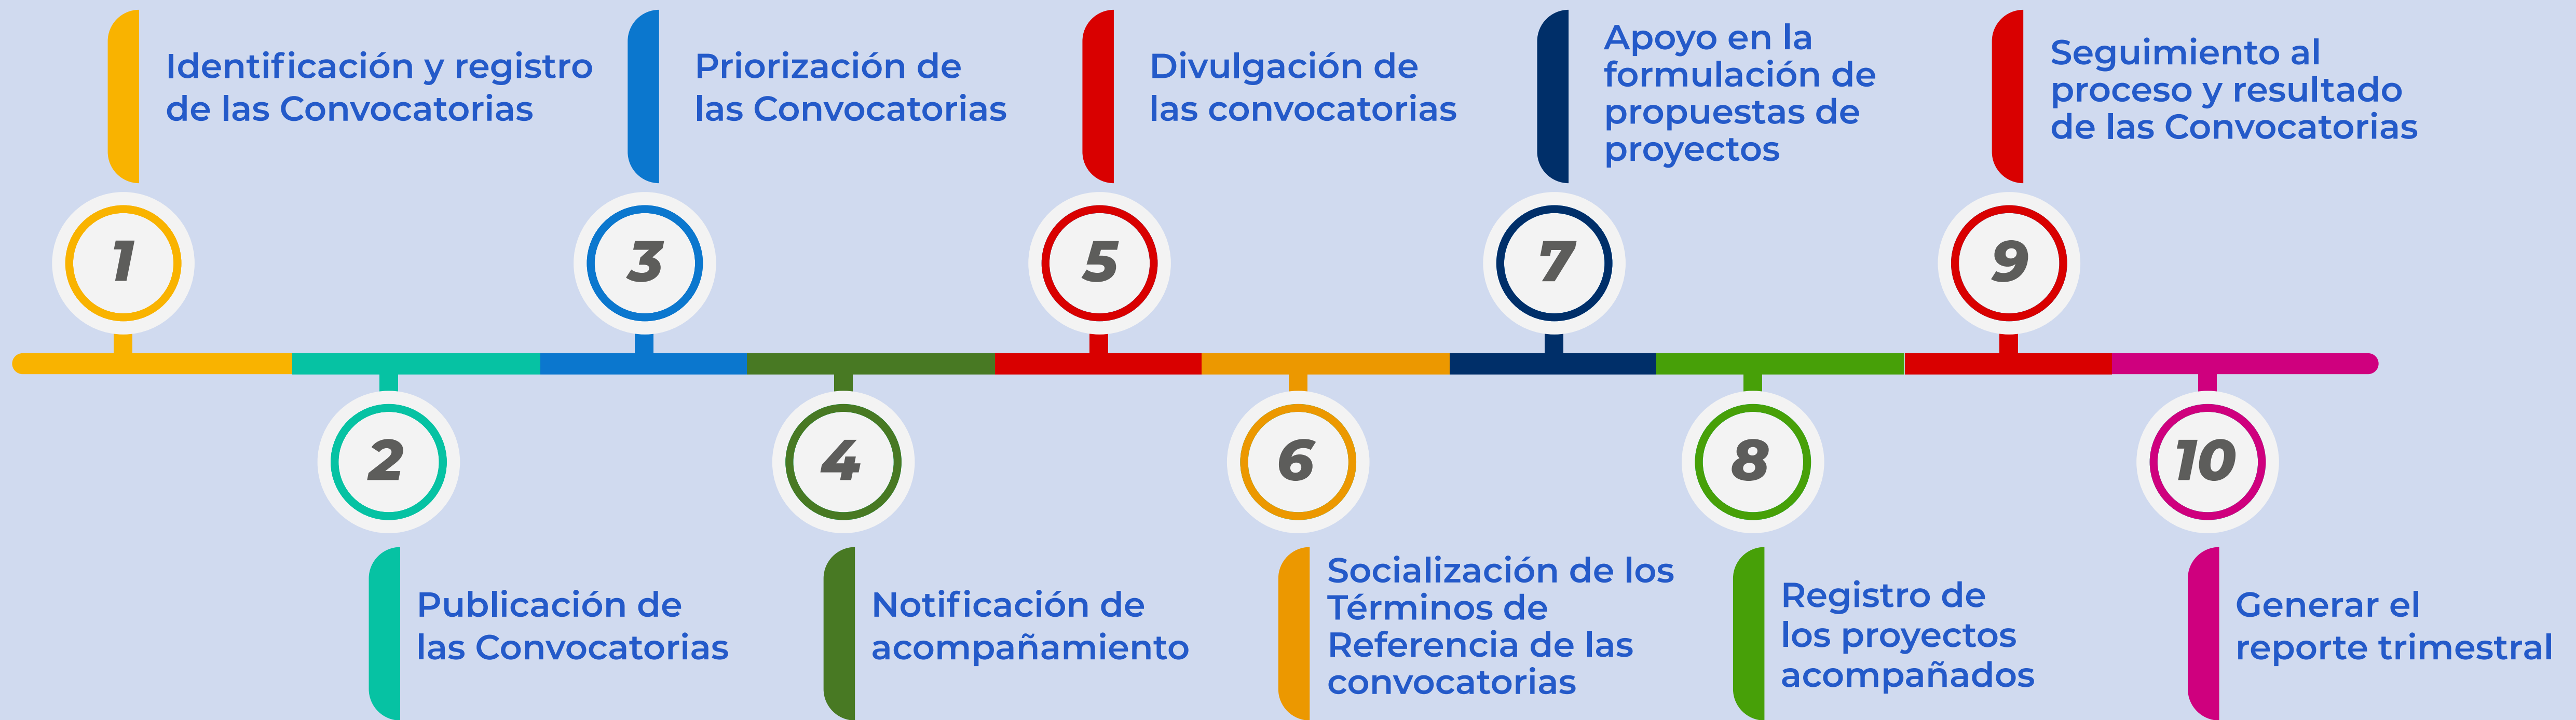 1
Identificación y registro
de las Convocatorias
2
Publicación de
las Convocatorias
3
Priorización de
las Convocatorias
4
Notificación de
acompañamiento
5
Divulgación de
las convocatorias
6
Socialización de los
Términos de
Referencia de las
convocatorias
7
Apoyo en la
formulación de
propuestas de
proyectos
8
Registro de
los proyectos
acompañados
9
Seguimiento al
proceso y resultado
de las Convocatorias
10
Generar el
reporte trimestral